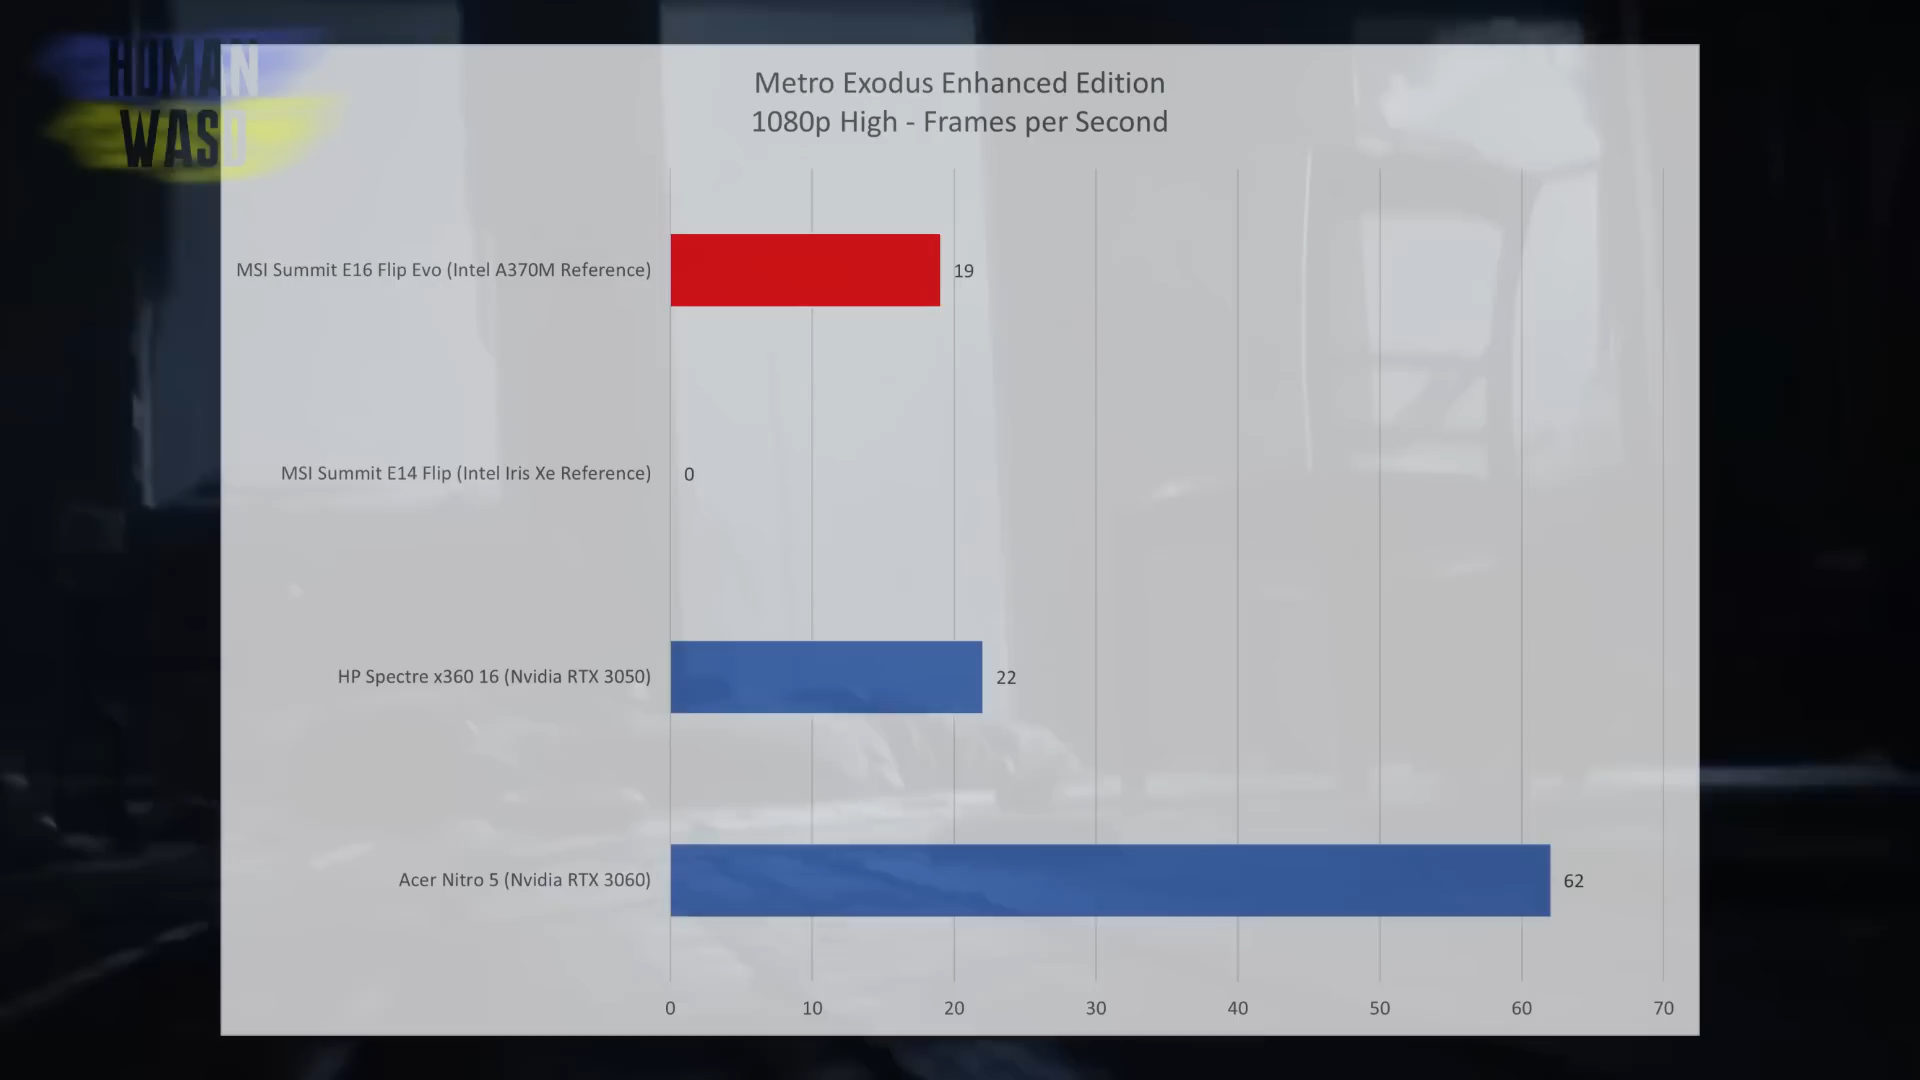 HUMAN
WASD
Metro Exodus Enhanced Edition
1080p High - Frames per Second
MSI Summit E16 Flip Evo (Intel A370M Reference)
19
MSI Summit E14 Flip (Intel Iris Xe Reference)
0
HP Spectre x360 16 (Nvidia RTX 3050)
22
Acer Nitro 5 (Nvidia RTX 3060)
62
0 10 20 30 40 50 60 70